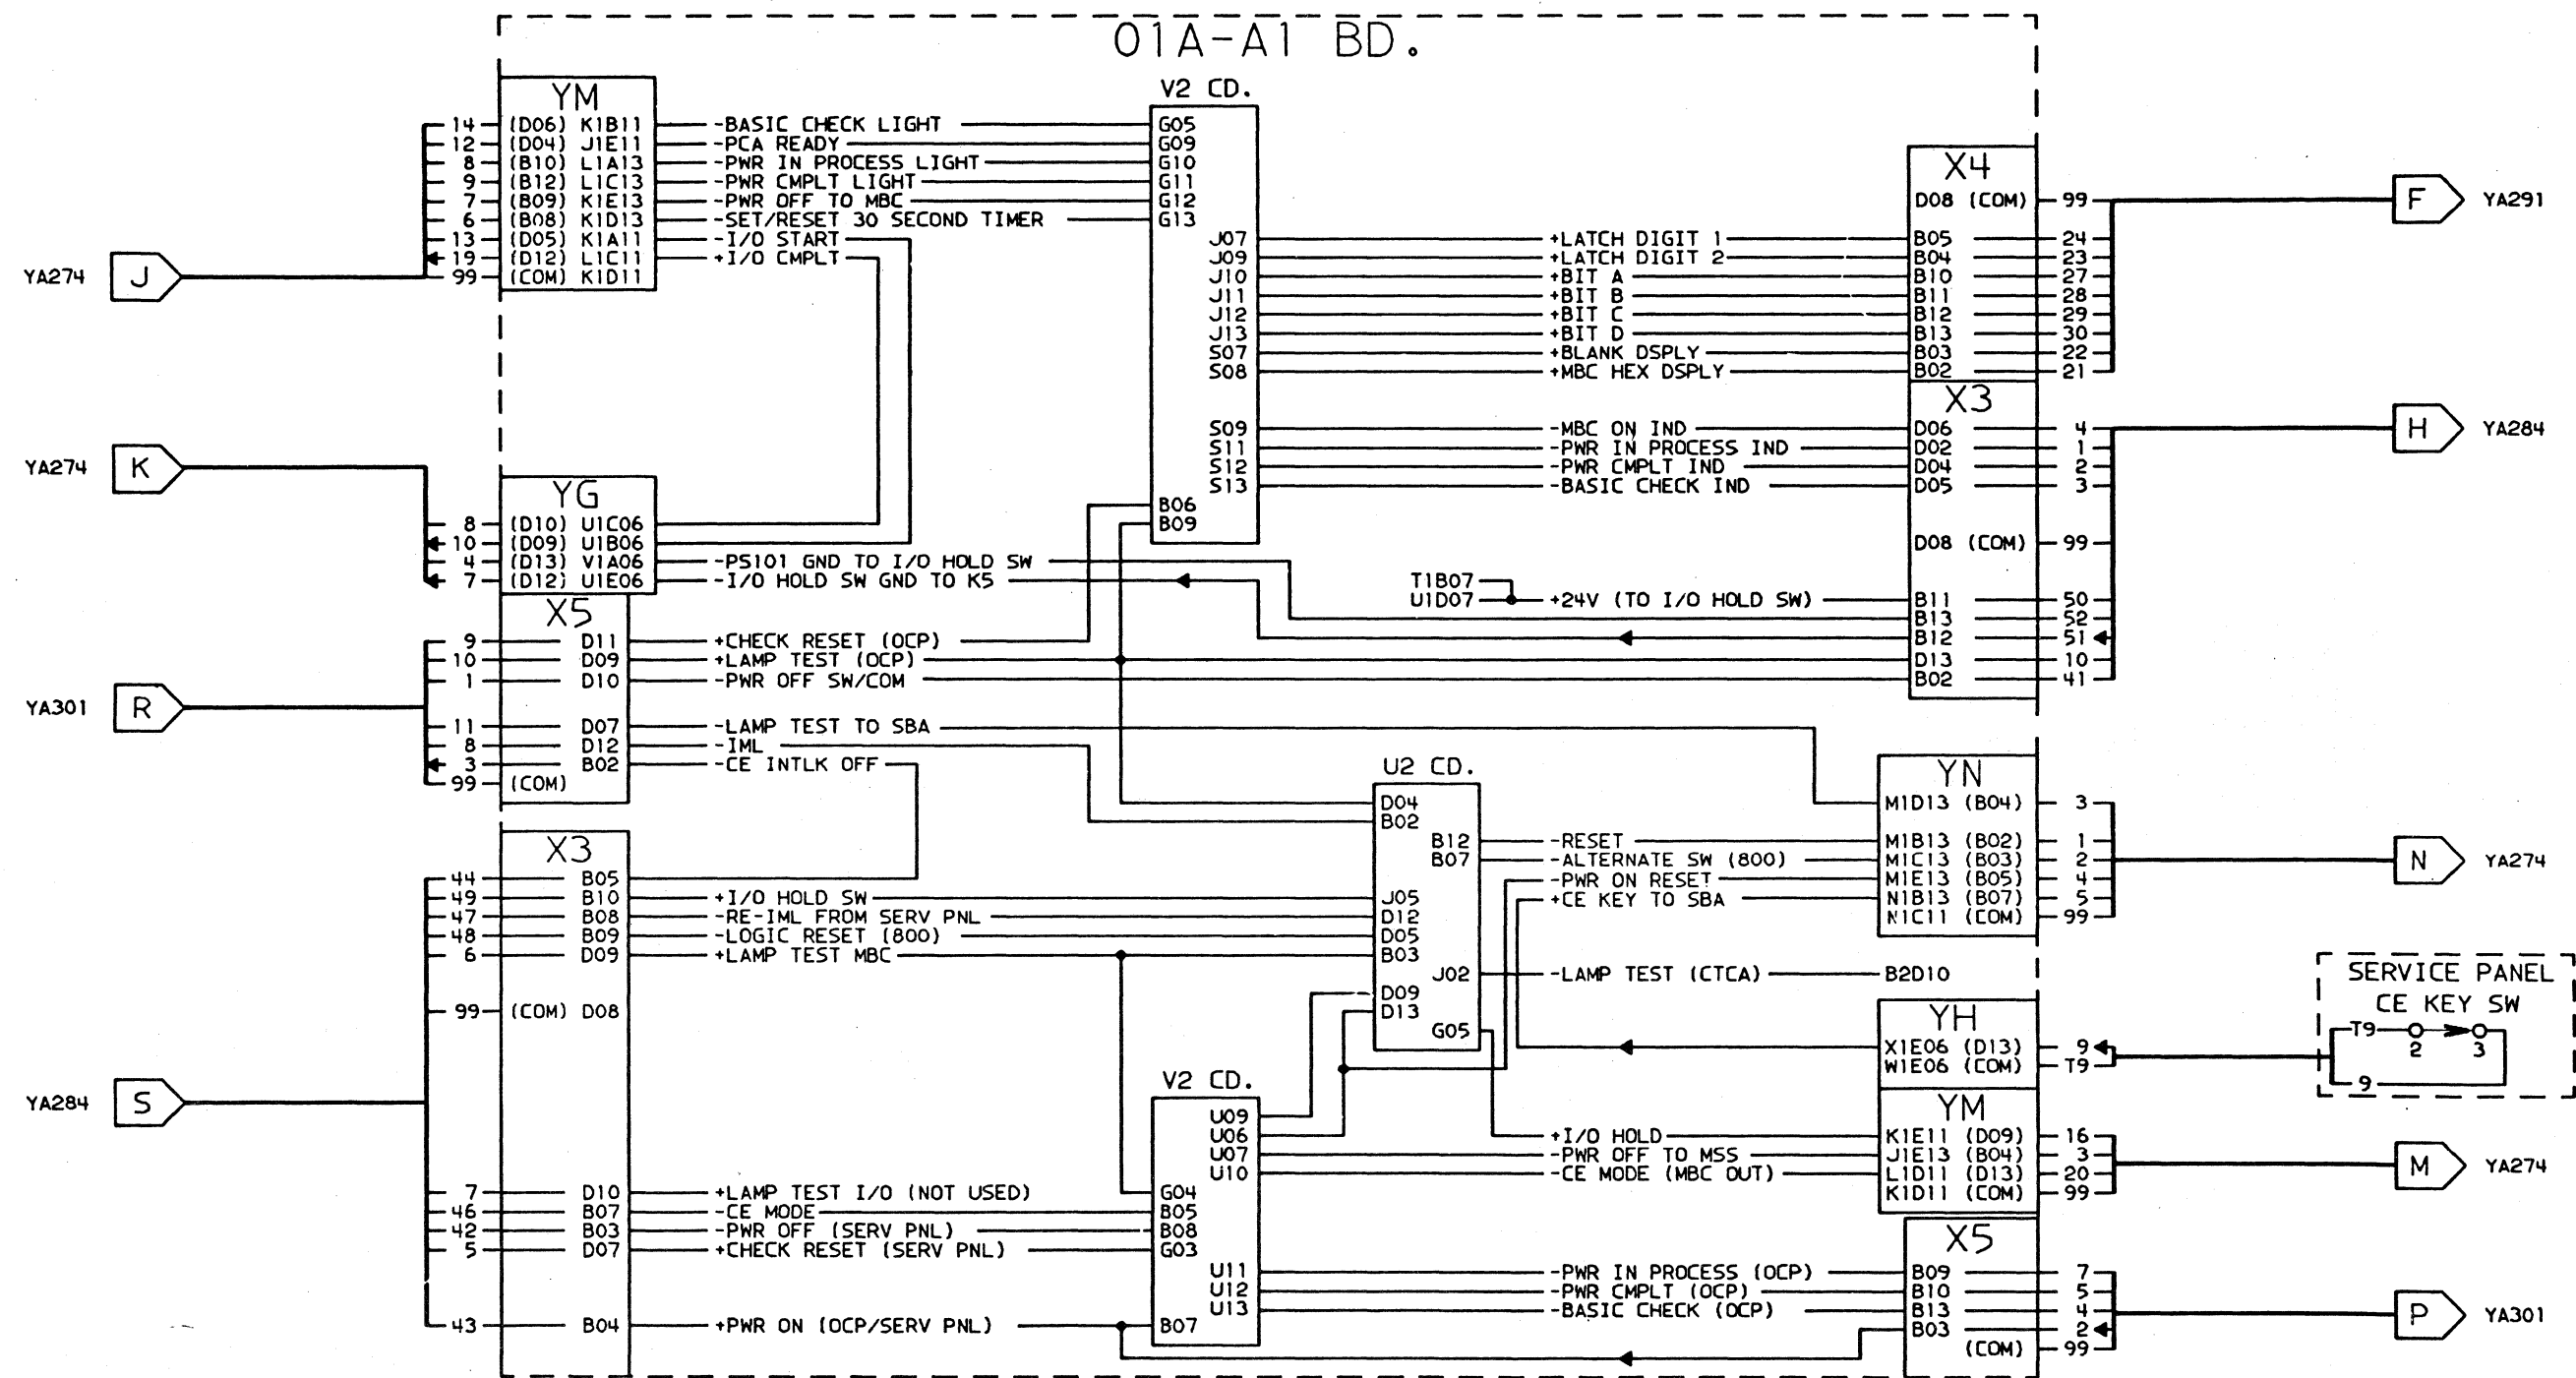 01A-A1 BD.
V2 CD.
YM
14 (D06) K1B11 -BASIC CHECK LIGHT G05
12 (D04) J1E11 -PCA READY G09
8 (B10) L1A13 -PWR IN PROCESS LIGHT G10
9 (B12) L1C13 -PWR CMPLT LIGHT G11
7 (B09) K1E13 -PWR OFF TO MBC G12
6 (B08) K1D13 -SET/RESET 30 SECOND TIMER G13
13 (D05) K1A11 -I/O START
19 (D12) L1C11 +I/O CMPLT
99 (COM) K1D11
YA274 J
X4
D08 (COM) 99
F YA291
J07 +LATCH DIGIT 1 B05 24
J09 +LATCH DIGIT 2 B04 23
J10 +BIT A B10 27
J11 +BIT B B11 28
J12 +BIT C B12 29
J13 +BIT D B13 30
S07 +BLANK DSPLY B03 22
S08 +MBC HEX DSPLY B02 21
X3
S09 -MBC ON IND D06 4
S11 -PWR IN PROCESS IND D02 1
S12 -PWR CMPLT IND D04 2
S13 -BASIC CHECK IND D05 3
H YA284
B06
B09
D08 (COM) 99
YA274 K
YG
8 (D10) U1C06
10 (D09) U1B06
4 (D13) V1A06 -PS101 GND TO I/O HOLD SW
7 (D12) U1E06 -I/O HOLD SW GND TO K5
T1B07
U1D07 +24V (TO I/O HOLD SW) B11 50
B13 52
B12 51
D13 10
B02 41
X5
9 D11 +CHECK RESET (OCP)
10 D09 +LAMP TEST (OCP)
1 D10 -PWR OFF SW/COM
YA301 R
11 D07 -LAMP TEST TO SBA
8 D12 -IML
3 B02 -CE INTLK OFF
99 (COM)
U2 CD.
D04
B02
YN
M1D13 (B04) 3
B12 -RESET M1B13 (B02) 1
B07 -ALTERNATE SW (800) M1C13 (B03) 2
-PWR ON RESET M1E13 (B05) 4
+CE KEY TO SBA N1B13 (B07) 5
N1C11 (COM) 99
N YA274
X3
44 B05
49 B10 +I/O HOLD SW J05
47 B08 -RE-IML FROM SERV PNL D12
48 B09 -LOGIC RESET (800) D05
6 D09 +LAMP TEST MBC B03
J02 -LAMP TEST (CTCA) B2D10
99 (COM) D08
D09
D13
G05
SERVICE PANEL
CE KEY SW
T9
2 3
9
YH
X1E06 (D13) 9
W1E06 (COM) T9
YA284 S
V2 CD.
U09
U06
U07
U10
YM
+I/O HOLD K1E11 (D09) 16
-PWR OFF TO MSS J1E13 (B04) 3
-CE MODE (MBC OUT) L1D11 (D13) 20
K1D11 (COM) 99
M YA274
7 D10 +LAMP TEST I/O (NOT USED) G04
46 B07 -CE MODE B05
42 B03 -PWR OFF (SERV PNL) B08
5 D07 +CHECK RESET (SERV PNL) G03
X5
U11 -PWR IN PROCESS (OCP) B09 7
U12 -PWR CMPLT (OCP) B10 5
U13 -BASIC CHECK (OCP) B13 4
43 B04 +PWR ON (OCP/SERV PNL) B07
B03 2
(COM) 99
P YA301